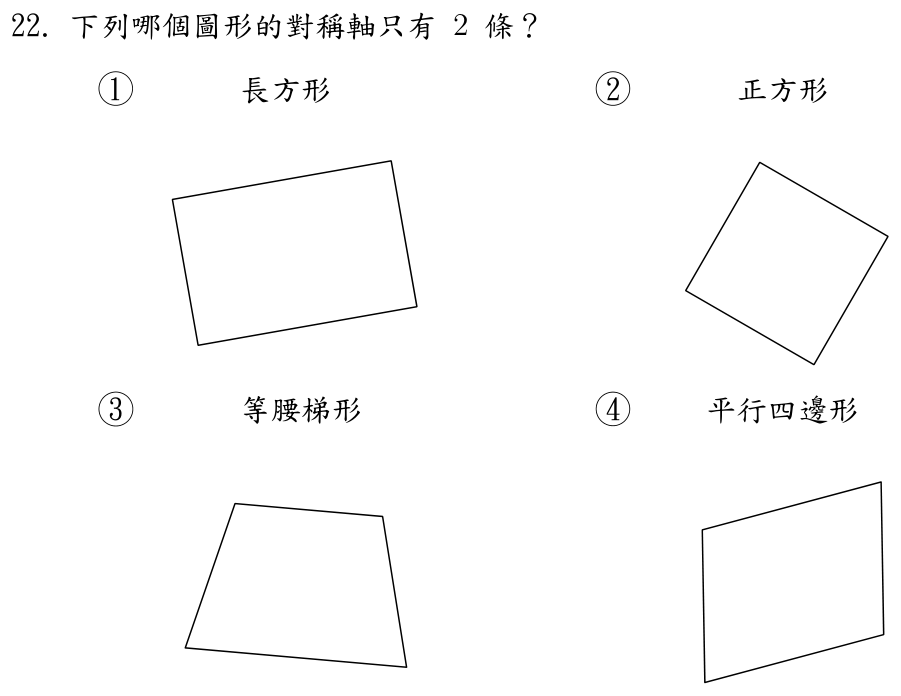 22. 下列哪個圖形的對稱軸只有 2 條？
① 長方形 ② 正方形
③ 等腰梯形 ④ 平行四邊形